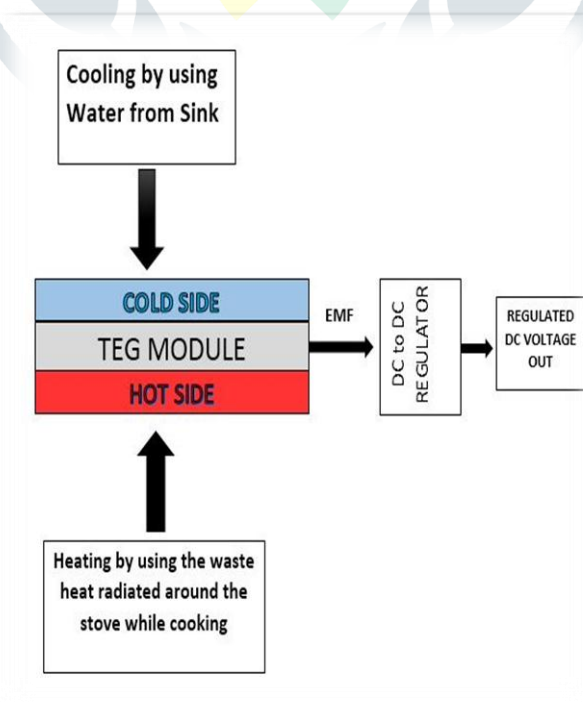 Cooling by using
Water from Sink
COLD SIDE
TEG MODULE
HOT SIDE
EMF
DC to DC
REGULATOR
REGULATED
DC VOLTAGE
OUT
Heating by using the waste
heat radiated around the
stove while cooking